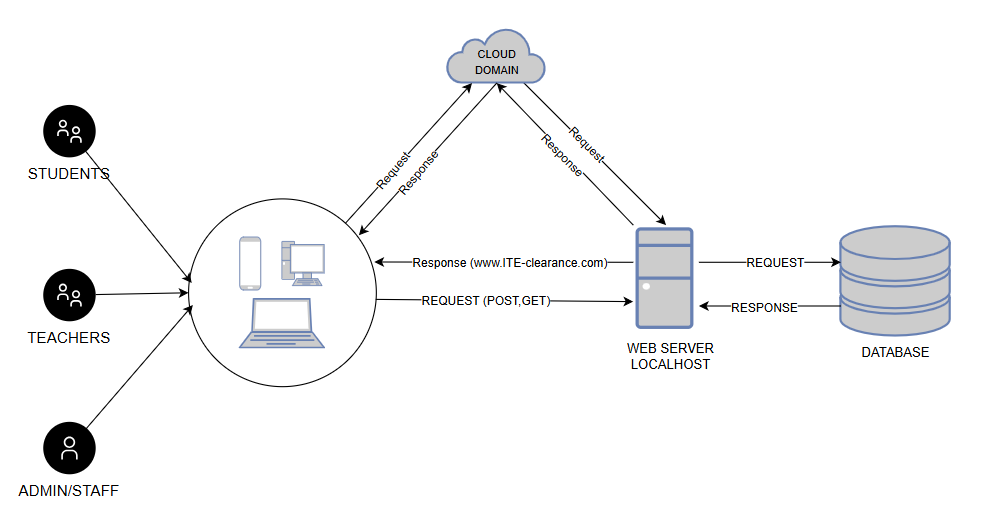 CLOUD
DOMAIN
STUDENTS
Request
Response
Request
Response
TEACHERS
Response (www.ITE-clearance.com)
REQUEST
REQUEST (POST,GET)
RESPONSE
WEB SERVER
LOCALHOST
DATABASE
ADMIN/STAFF